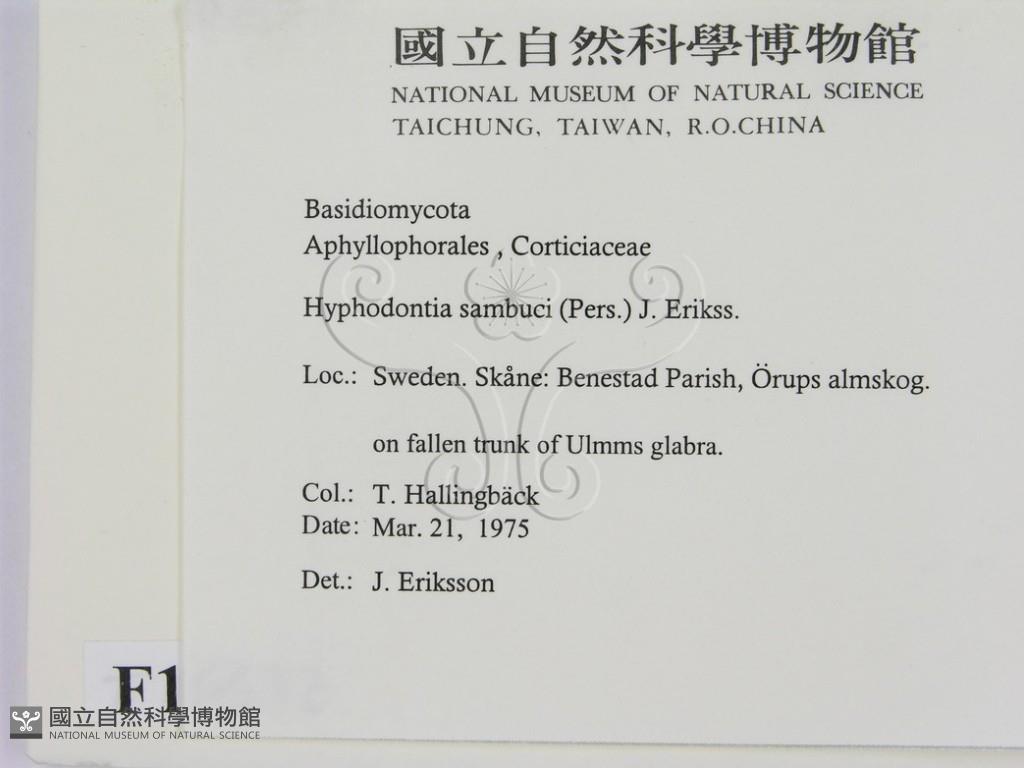 國立自然科學博物館
NATIONAL MUSEUM OF NATURAL SCIENCE
TAICHUNG, TAIWAN, R.O.CHINA
Basidiomycota
Aphyllophorales , Corticiaceae
Hyphodontia sambuci (Pers.) J. Erikss.
Loc.: Sweden. Skåne: Benestad Parish, Örups almskog.
on fallen trunk of Ulmms glabra.
Col.: T. Hallingbäck
Date: Mar. 21, 1975
Det.: J. Eriksson
F1
國立自然科學博物館
NATIONAL MUSEUM OF NATURAL SCIENCE